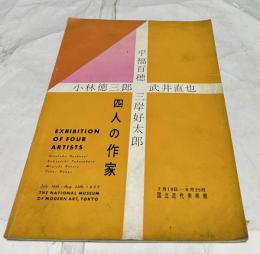 平福百穂
小林徳三郎 武井直也
三岸好太郎
四人の作家
EXHIBITION
OF FOUR
ARTISTS
THE NATIONAL MUSEUM
OF MODERN ART, TOKYO
国立近代美術館